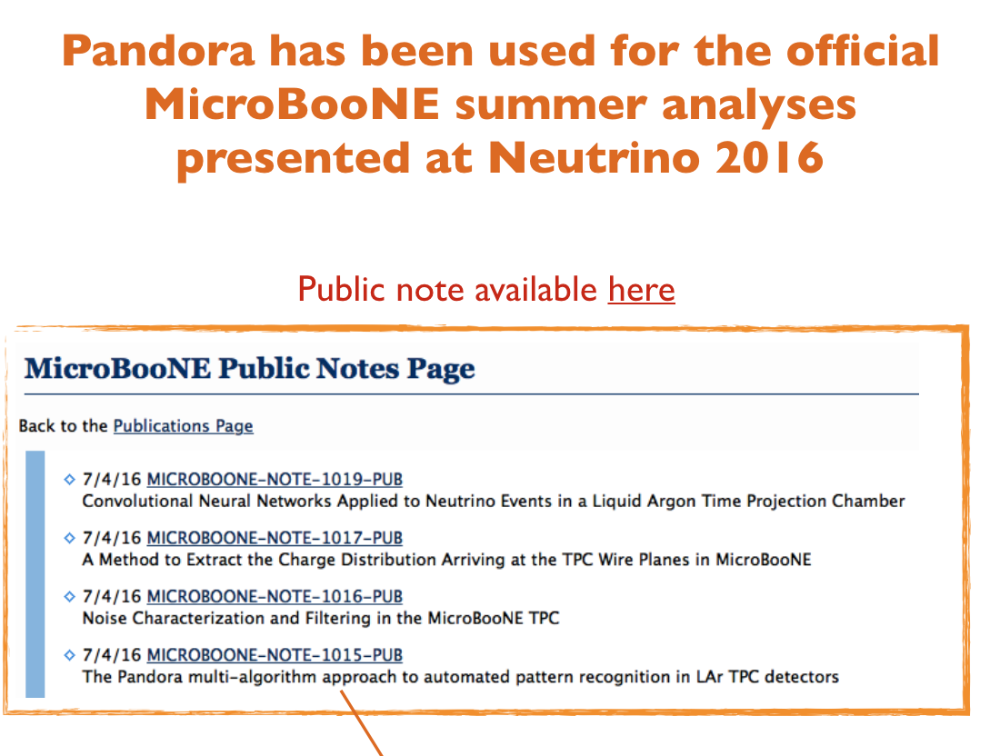 Pandora has been used for the official
MicroBooNE summer analyses
presented at Neutrino 2016
Public note available here
MicroBooNE Public Notes Page
Back to the Publications Page
7/4/16 MICROBOONE-NOTE-1019-PUB
Convolutional Neural Networks Applied to Neutrino Events in a Liquid Argon Time Projection Chamber
7/4/16 MICROBOONE-NOTE-1017-PUB
A Method to Extract the Charge Distribution Arriving at the TPC Wire Planes in MicroBooNE
7/4/16 MICROBOONE-NOTE-1016-PUB
Noise Characterization and Filtering in the MicroBooNE TPC
7/4/16 MICROBOONE-NOTE-1015-PUB
The Pandora multi-algorithm approach to automated pattern recognition in LAr TPC detectors